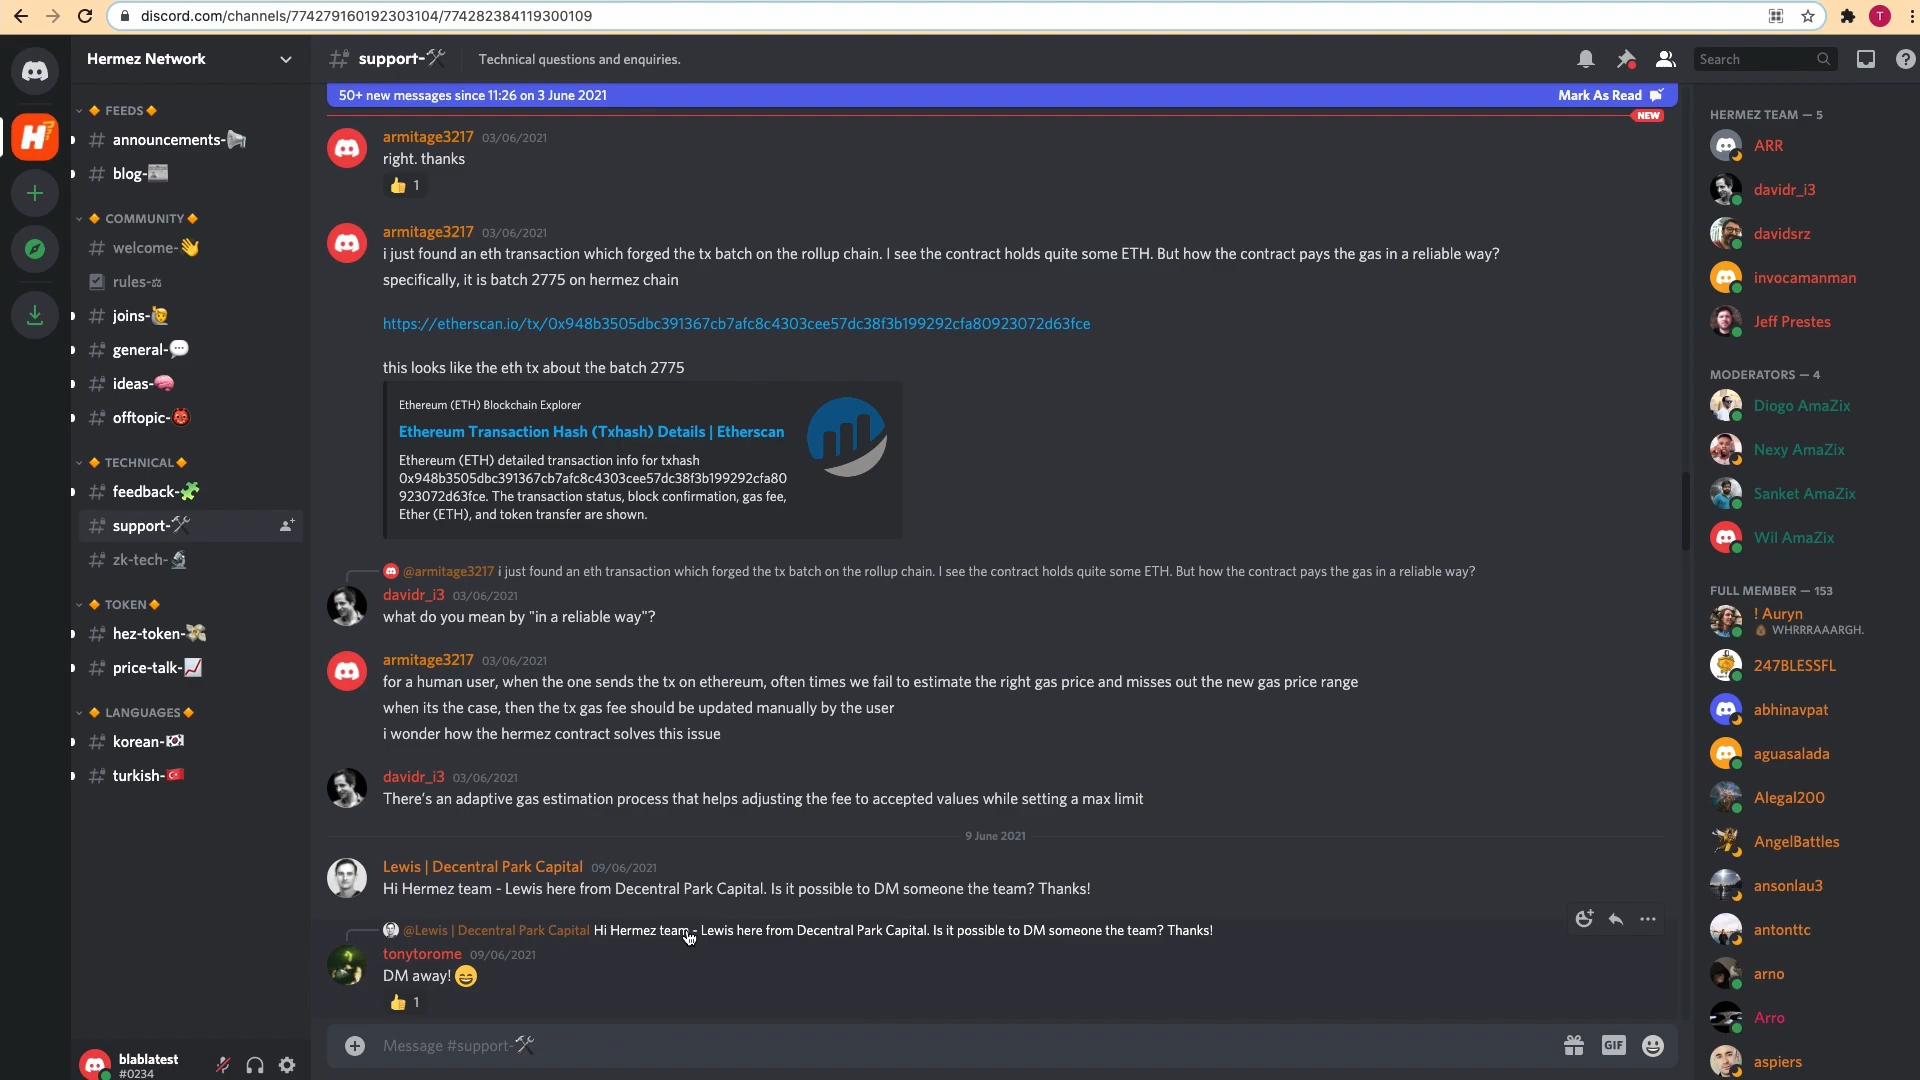 discord.com/channels/774279160192303104/774282384119300109
T
Hermez Network
support-🛠
Technical questions and enquiries.
Search
50+ new messages since 11:26 on 3 June 2021
Mark As Read
NEW
FEEDS
announcements-
blog-
COMMUNITY
welcome-
rules-
joins-
general-
ideas-
offtopic-
TECHNICAL
feedback-
support-
zk-tech-
TOKEN
hez-token-
price-talk-
LANGUAGES
korean-
turkish-
blablatest
#0234
armitage3217 03/06/2021
right. thanks
👍 1
armitage3217 03/06/2021
i just found an eth transaction which forged the tx batch on the rollup chain. I see the contract holds quite some ETH. But how the contract pays the gas in a reliable way?
specifically, it is batch 2775 on hermez chain
https://etherscan.io/tx/0x948b3505dbc391367cb7afc8c4303cee57dc38f3b199292cfa80923072d63fce
this looks like the eth tx about the batch 2775
Ethereum (ETH) Blockchain Explorer
Ethereum Transaction Hash (Txhash) Details | Etherscan
Ethereum (ETH) detailed transaction info for txhash
0x948b3505dbc391367cb7afc8c4303cee57dc38f3b199292cfa80
923072d63fce. The transaction status, block confirmation, gas fee,
Ether (ETH), and token transfer are shown.
@armitage3217 i just found an eth transaction which forged the tx batch on the rollup chain. I see the contract holds quite some ETH. But how the contract pays the gas in a reliable way?
davidr_i3 03/06/2021
what do you mean by "in a reliable way"?
armitage3217 03/06/2021
for a human user, when the one sends the tx on ethereum, often times we fail to estimate the right gas price and misses out the new gas price range
when its the case, then the tx gas fee should be updated manually by the user
i wonder how the hermez contract solves this issue
davidr_i3 03/06/2021
There's an adaptive gas estimation process that helps adjusting the fee to accepted values while setting a max limit
9 June 2021
Lewis | Decentral Park Capital 09/06/2021
Hi Hermez team - Lewis here from Decentral Park Capital. Is it possible to DM someone the team? Thanks!
@Lewis | Decentral Park Capital Hi Hermez team - Lewis here from Decentral Park Capital. Is it possible to DM someone the team? Thanks!
tonytorome 09/06/2021
DM away! 😄
👍 1
Message #support-🛠
GIF
HERMEZ TEAM — 5
ARR
davidr_i3
davidsrz
invocamanman
Jeff Prestes
MODERATORS — 4
Diogo AmaZix
Nexy AmaZix
Sanket AmaZix
Wil AmaZix
FULL MEMBER — 153
! Auryn
WHRRRAAARGH.
247BLESSFL
abhinavpat
aguasalada
Alegal200
AngelBattles
ansonlau3
antonttc
arno
Arro
aspiers